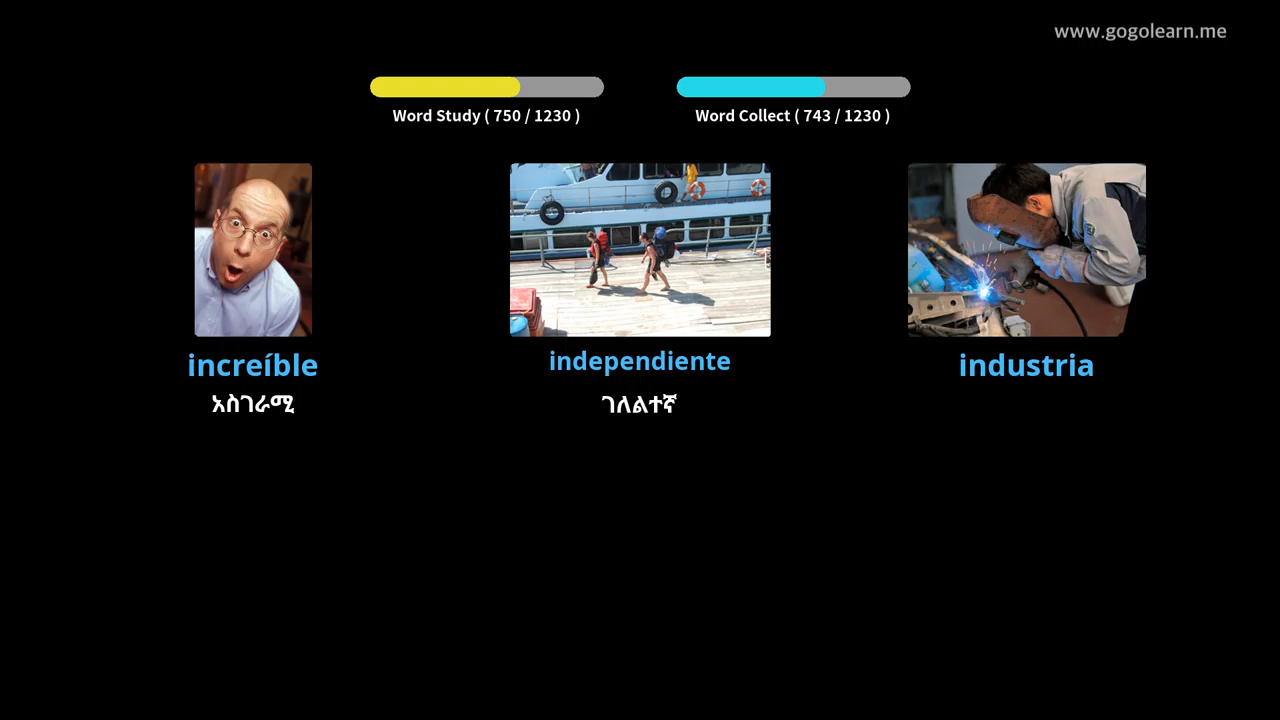 www.gogolearn.me
Word Study ( 750 / 1230 )
Word Collect ( 743 / 1230 )
increíble
አስገራሚ
independiente
ገለልተኛ
industria